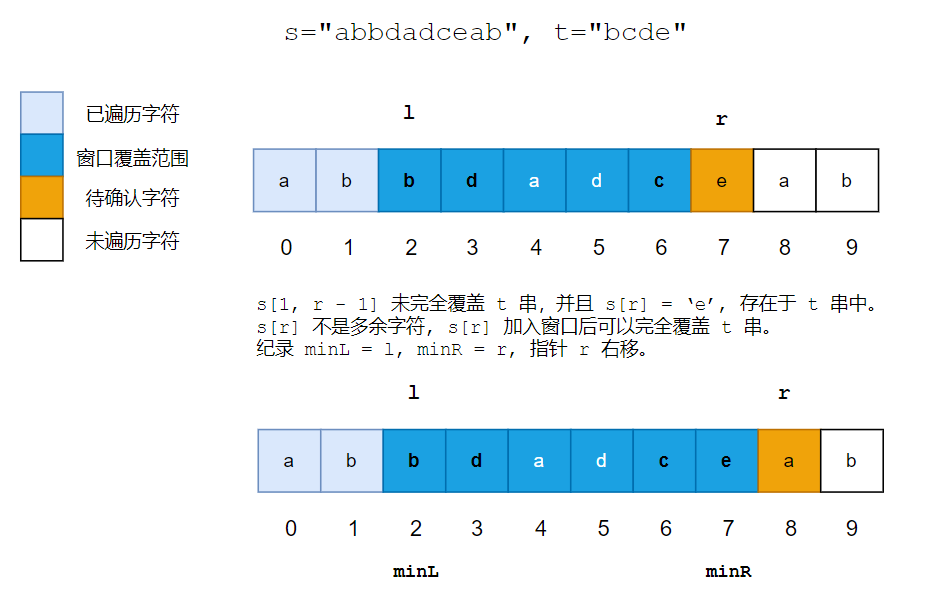 s="abbdadceab", t="bcde"
已遍历字符
窗口覆盖范围
待确认字符
未遍历字符
l r
a b b d a d c e a b
0 1 2 3 4 5 6 7 8 9
s[l, r - 1] 未完全覆盖 t 串, 并且 s[r] = ‘e’, 存在于 t 串中。
s[r] 不是多余字符, s[r] 加入窗口后可以完全覆盖 t 串。
纪录 minL = l, minR = r, 指针 r 右移。
l r
a b b d a d c e a b
0 1 2 3 4 5 6 7 8 9
minL minR